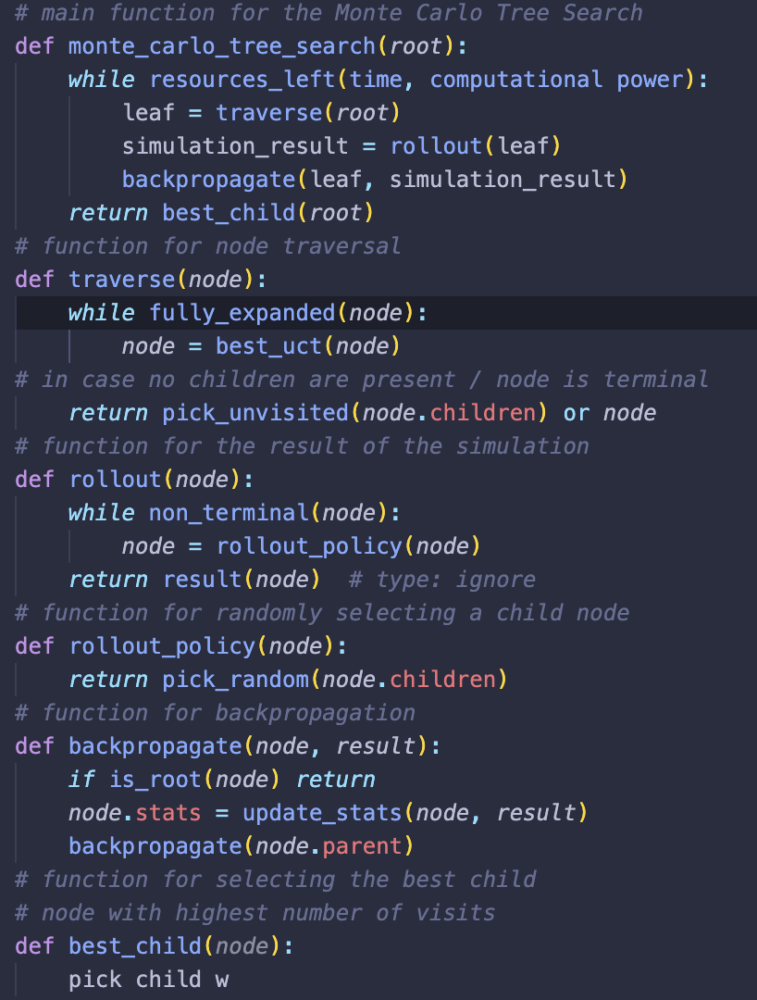 # main function for the Monte Carlo Tree Search
def monte_carlo_tree_search(root):
    while resources_left(time, computational power):
        leaf = traverse(root)
        simulation_result = rollout(leaf)
        backpropagate(leaf, simulation_result)
    return best_child(root)
# function for node traversal
def traverse(node):
    while fully_expanded(node):
        node = best_uct(node)
# in case no children are present / node is terminal
    return pick_unvisited(node.children) or node
# function for the result of the simulation
def rollout(node):
    while non_terminal(node):
        node = rollout_policy(node)
    return result(node)  # type: ignore
# function for randomly selecting a child node
def rollout_policy(node):
    return pick_random(node.children)
# function for backpropagation
def backpropagate(node, result):
    if is_root(node) return
    node.stats = update_stats(node, result)
    backpropagate(node.parent)
# function for selecting the best child
# node with highest number of visits
def best_child(node):
    pick child w